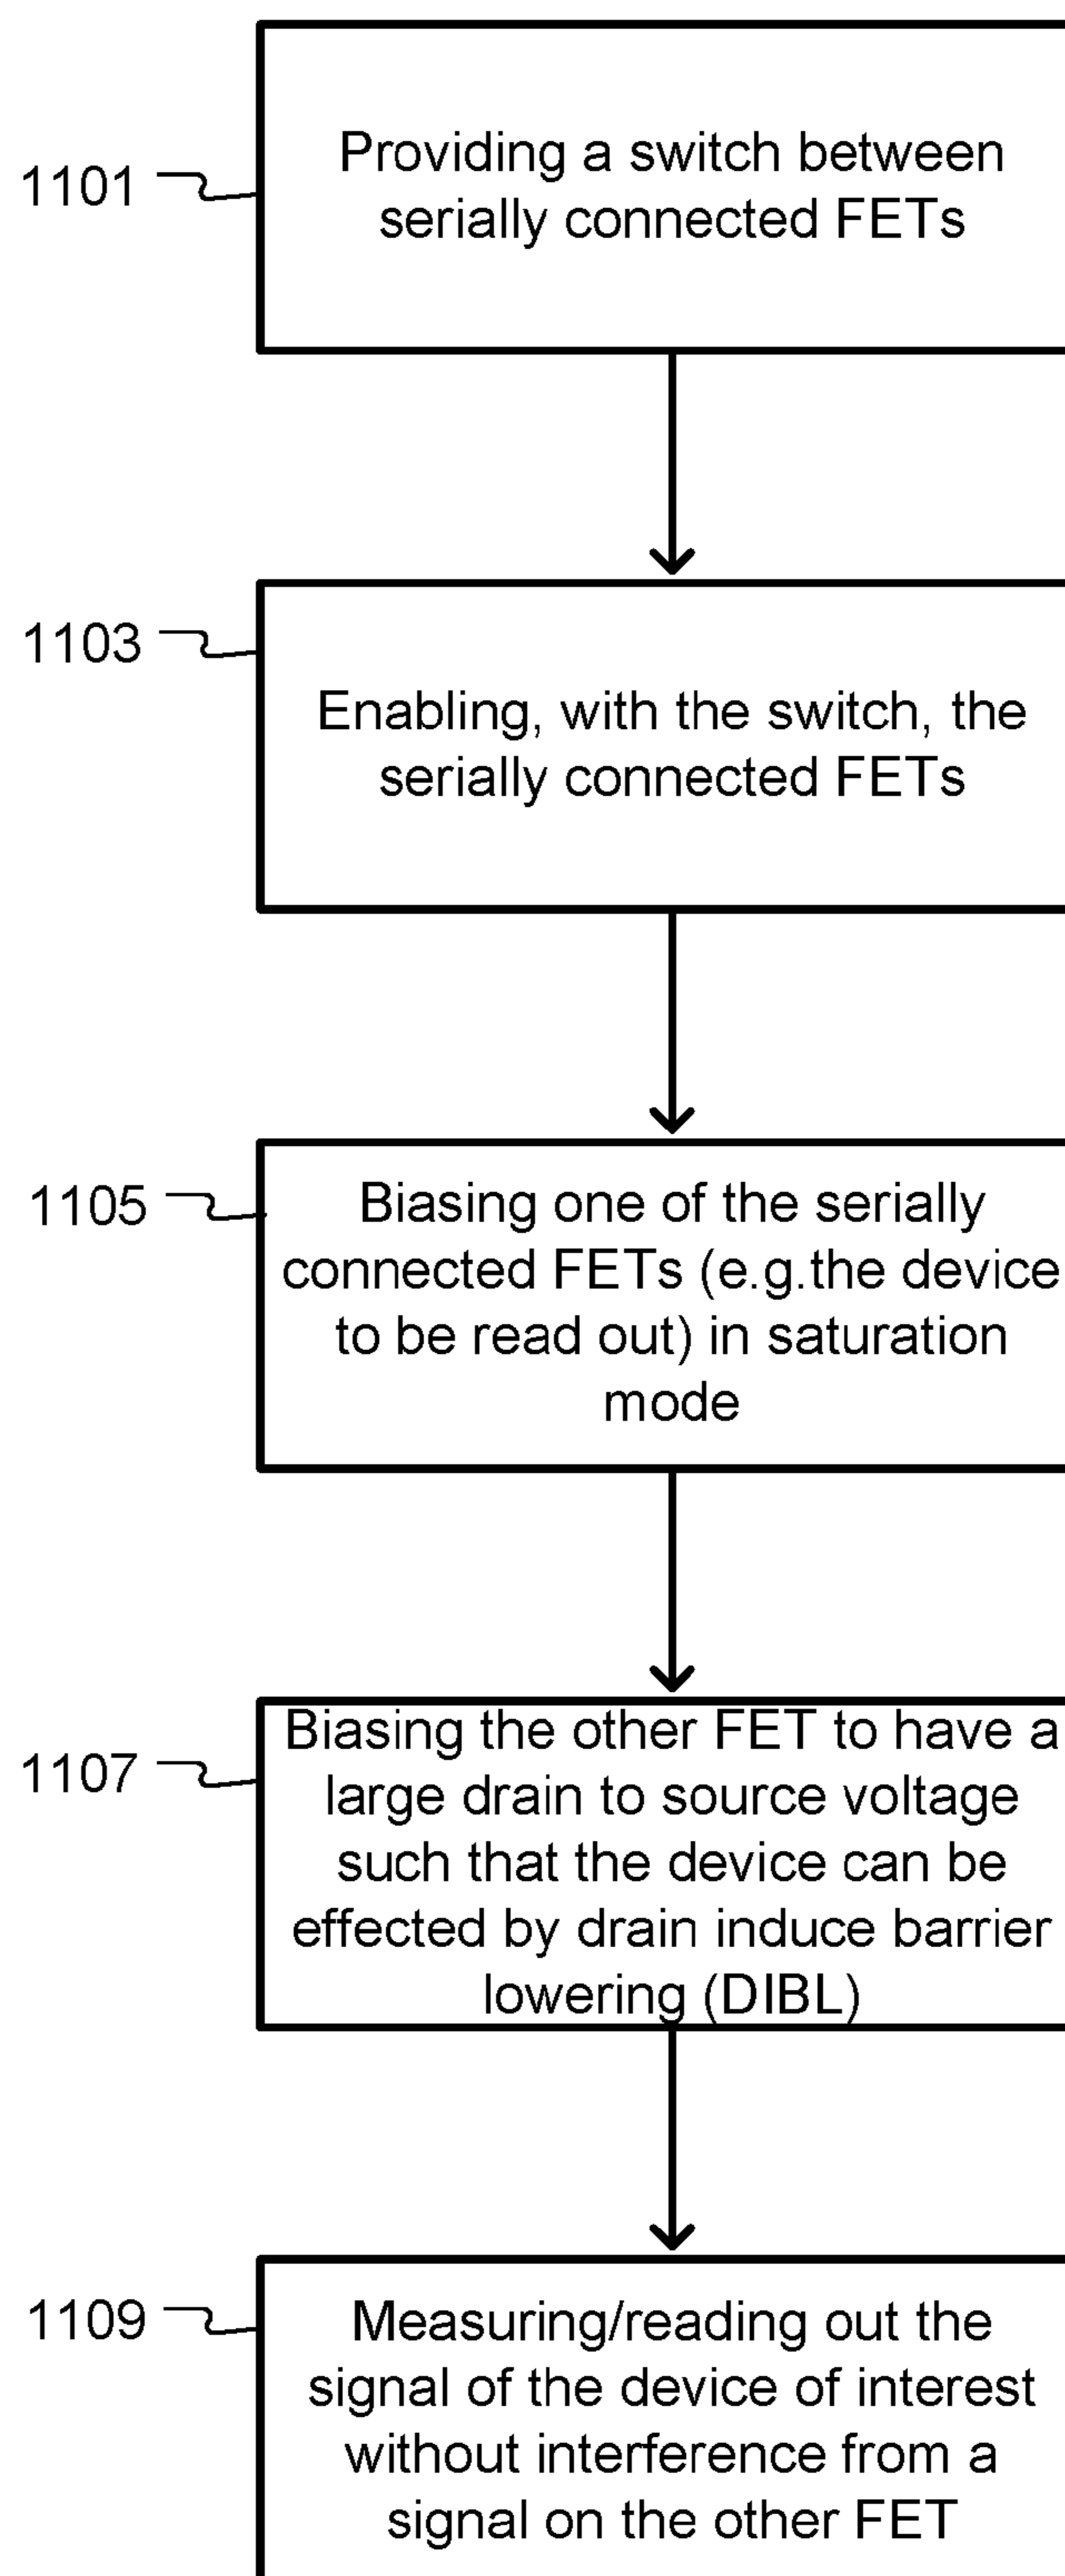 1101
Providing a switch between
serially connected FETs
1103
Enabling, with the switch, the
serially connected FETs
1105
Biasing one of the serially
connected FETs (e.g.the device
to be read out) in saturation
mode
1107
Biasing the other FET to have a
large drain to source voltage
such that the device can be
effected by drain induce barrier
lowering (DIBL)
1109
Measuring/reading out the
signal of the device of interest
without interference from a
signal on the other FET